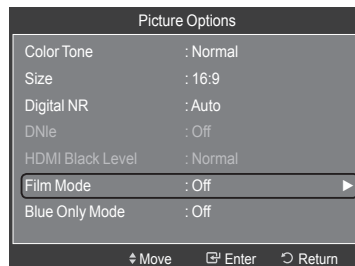 Picture Options
Color Tone : Normal
Size : 16:9
Digital NR : Auto
DNIe : Off
HDMI Black Level : Normal
Film Mode : Off
Blue Only Mode : Off
Move Enter Return